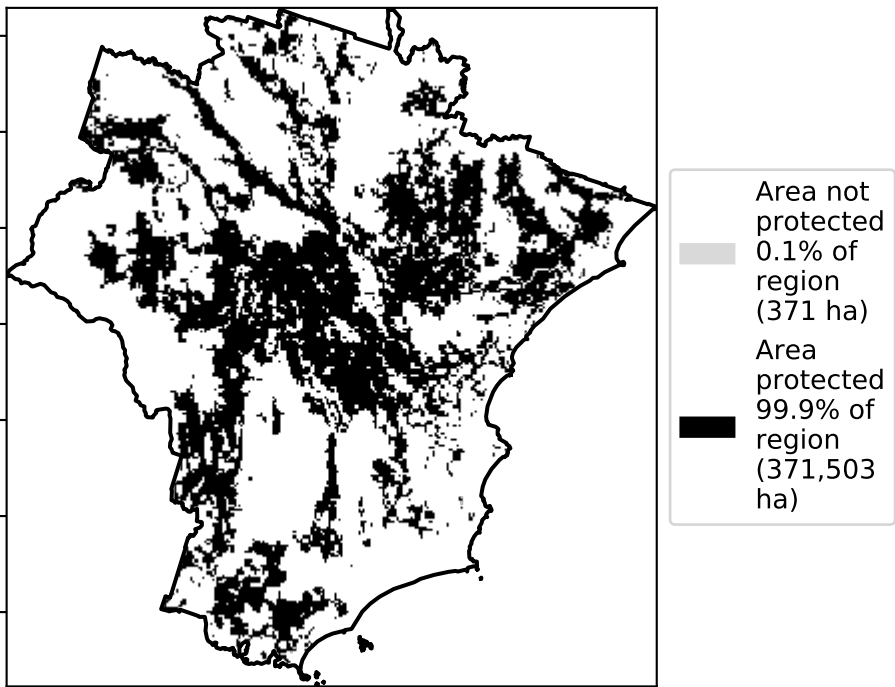 Area not
protected
0.1% of
region
(371 ha)
Area
protected
99.9% of
region
(371,503
ha)